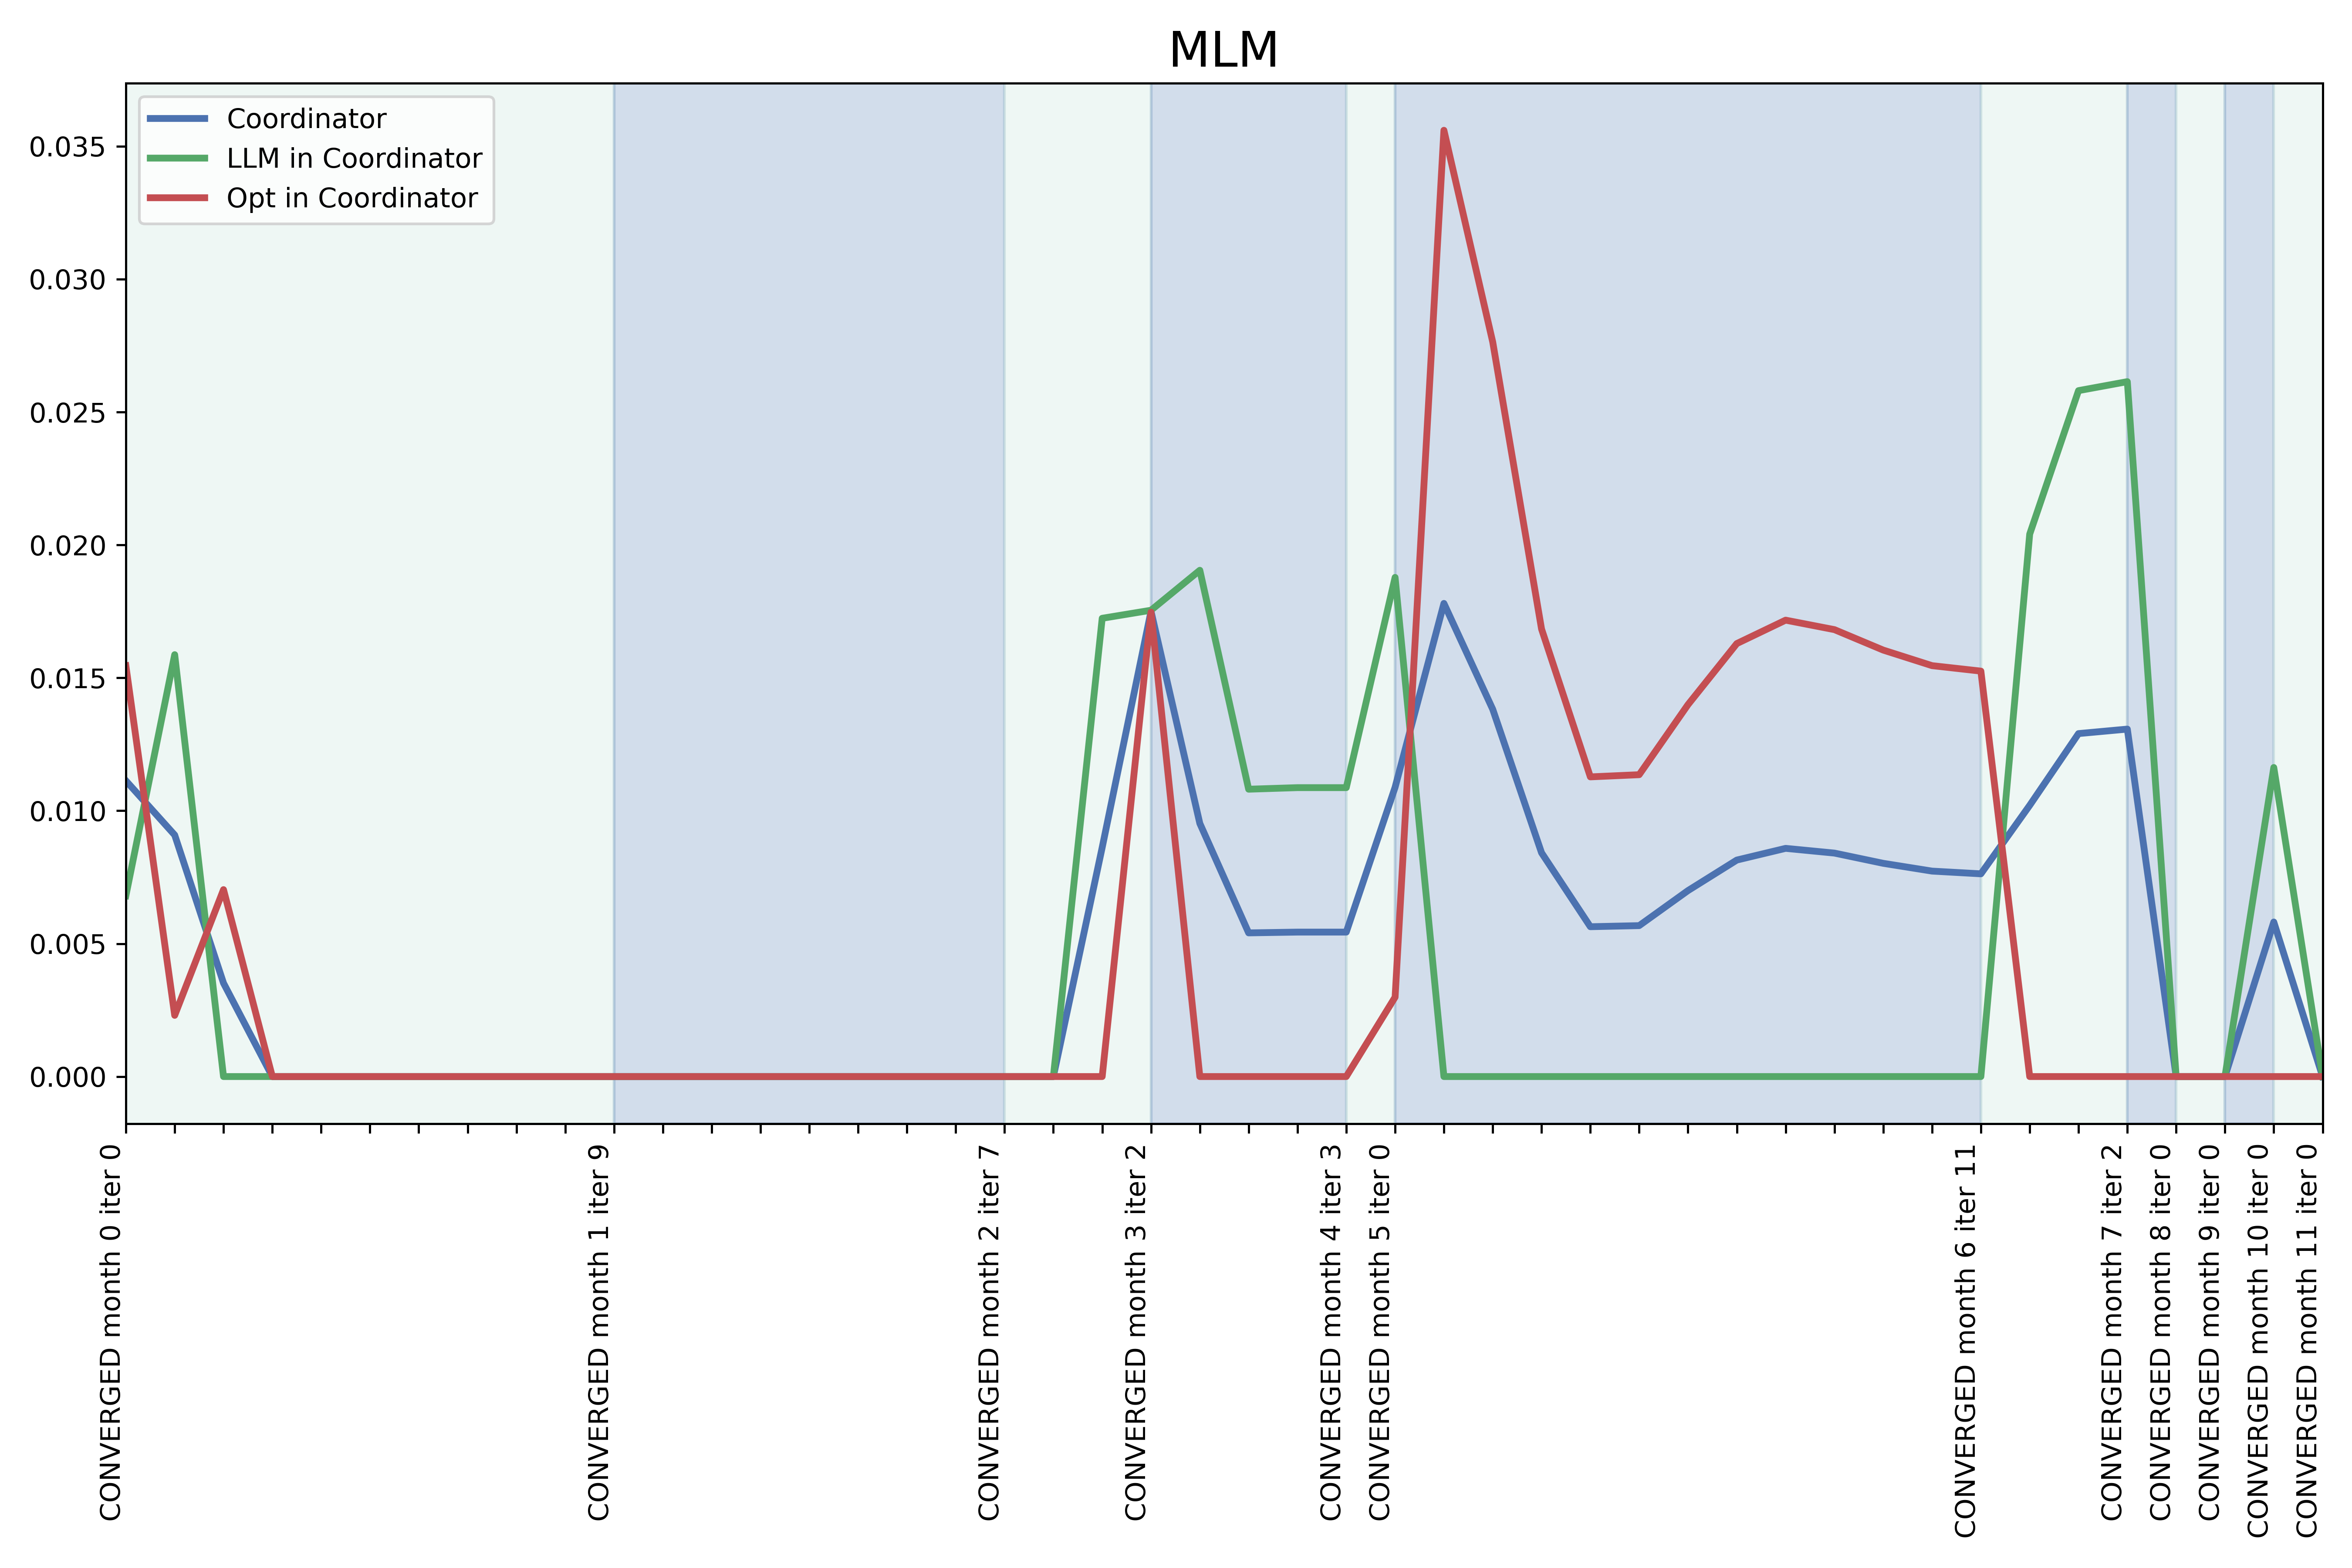 MLM
Coordinator
LLM in Coordinator
Opt in Coordinator
0.035
0.030
0.025
0.020
0.015
0.010
0.005
0.000
CONVERGED month 0 iter 0
CONVERGED month 1 iter 9
CONVERGED month 2 iter 7
CONVERGED month 3 iter 2
CONVERGED month 4 iter 3
CONVERGED month 5 iter 0
CONVERGED month 6 iter 11
CONVERGED month 7 iter 2
CONVERGED month 8 iter 0
CONVERGED month 9 iter 0
CONVERGED month 10 iter 0
CONVERGED month 11 iter 0